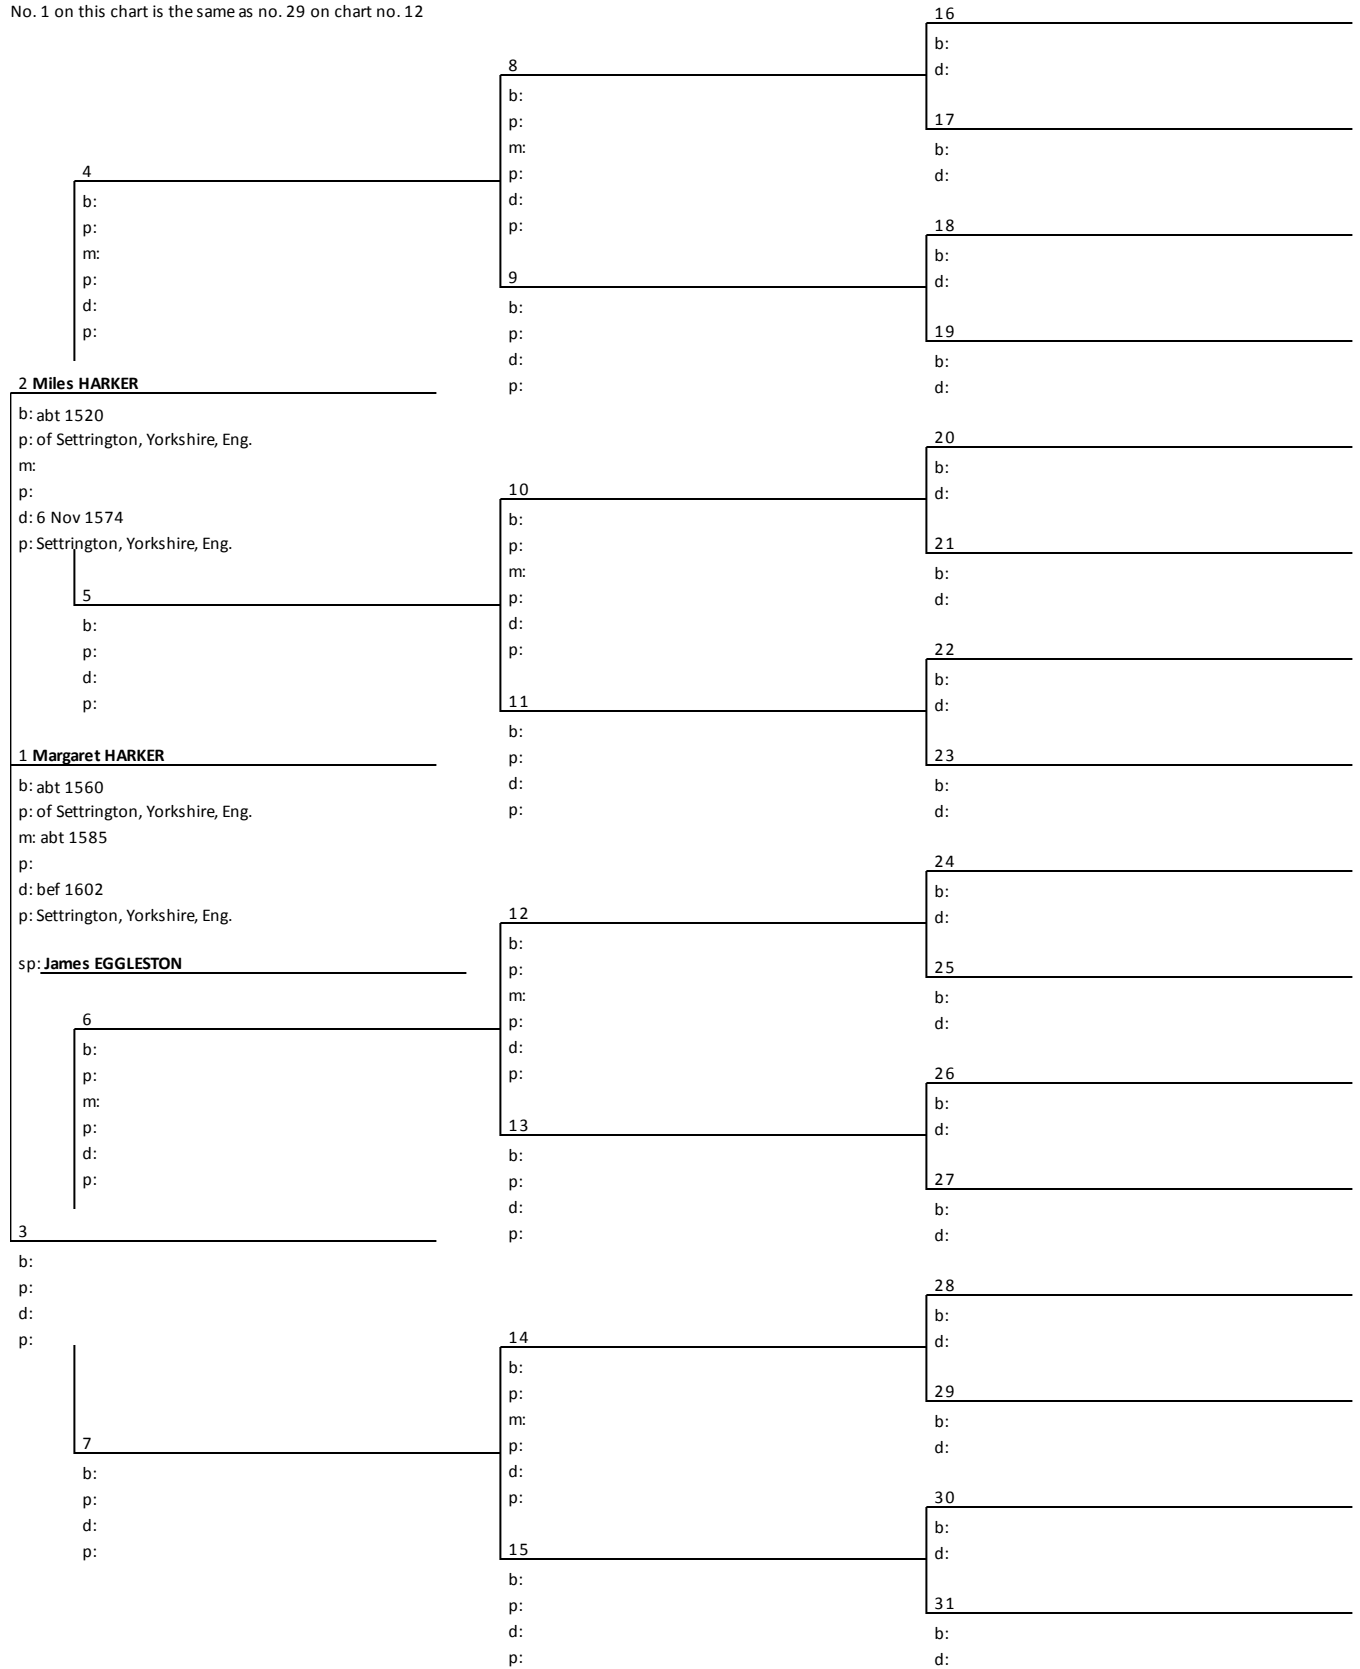 No. 1 on this chart is the same as no. 29 on chart no. 12
4
b:
p:
m:
p:
d:
p:
2 Miles HARKER
b: abt 1520
p: of Settrington, Yorkshire, Eng.
m:
p:
d: 6 Nov 1574
p: Settrington, Yorkshire, Eng.
5
b:
p:
d:
p:
1 Margaret HARKER
b: abt 1560
p: of Settrington, Yorkshire, Eng.
m: abt 1585
p:
d: bef 1602
p: Settrington, Yorkshire, Eng.
sp: James EGGLESTON
6
b:
p:
m:
p:
d:
p:
3
b:
p:
d:
p:
7
b:
p:
d:
p:
8
b:
p:
m:
p:
d:
p:
9
b:
p:
d:
p:
10
b:
p:
m:
p:
d:
p:
11
b:
p:
d:
p:
12
b:
p:
m:
p:
d:
p:
13
b:
p:
d:
p:
14
b:
p:
m:
p:
d:
p:
15
b:
p:
d:
p:
16
b:
d:
17
b:
d:
18
b:
d:
19
b:
d:
20
b:
d:
21
b:
d:
22
b:
d:
23
b:
d:
24
b:
d:
25
b:
d:
26
b:
d:
27
b:
d:
28
b:
d:
29
b:
d:
30
b:
d:
31
b:
d: